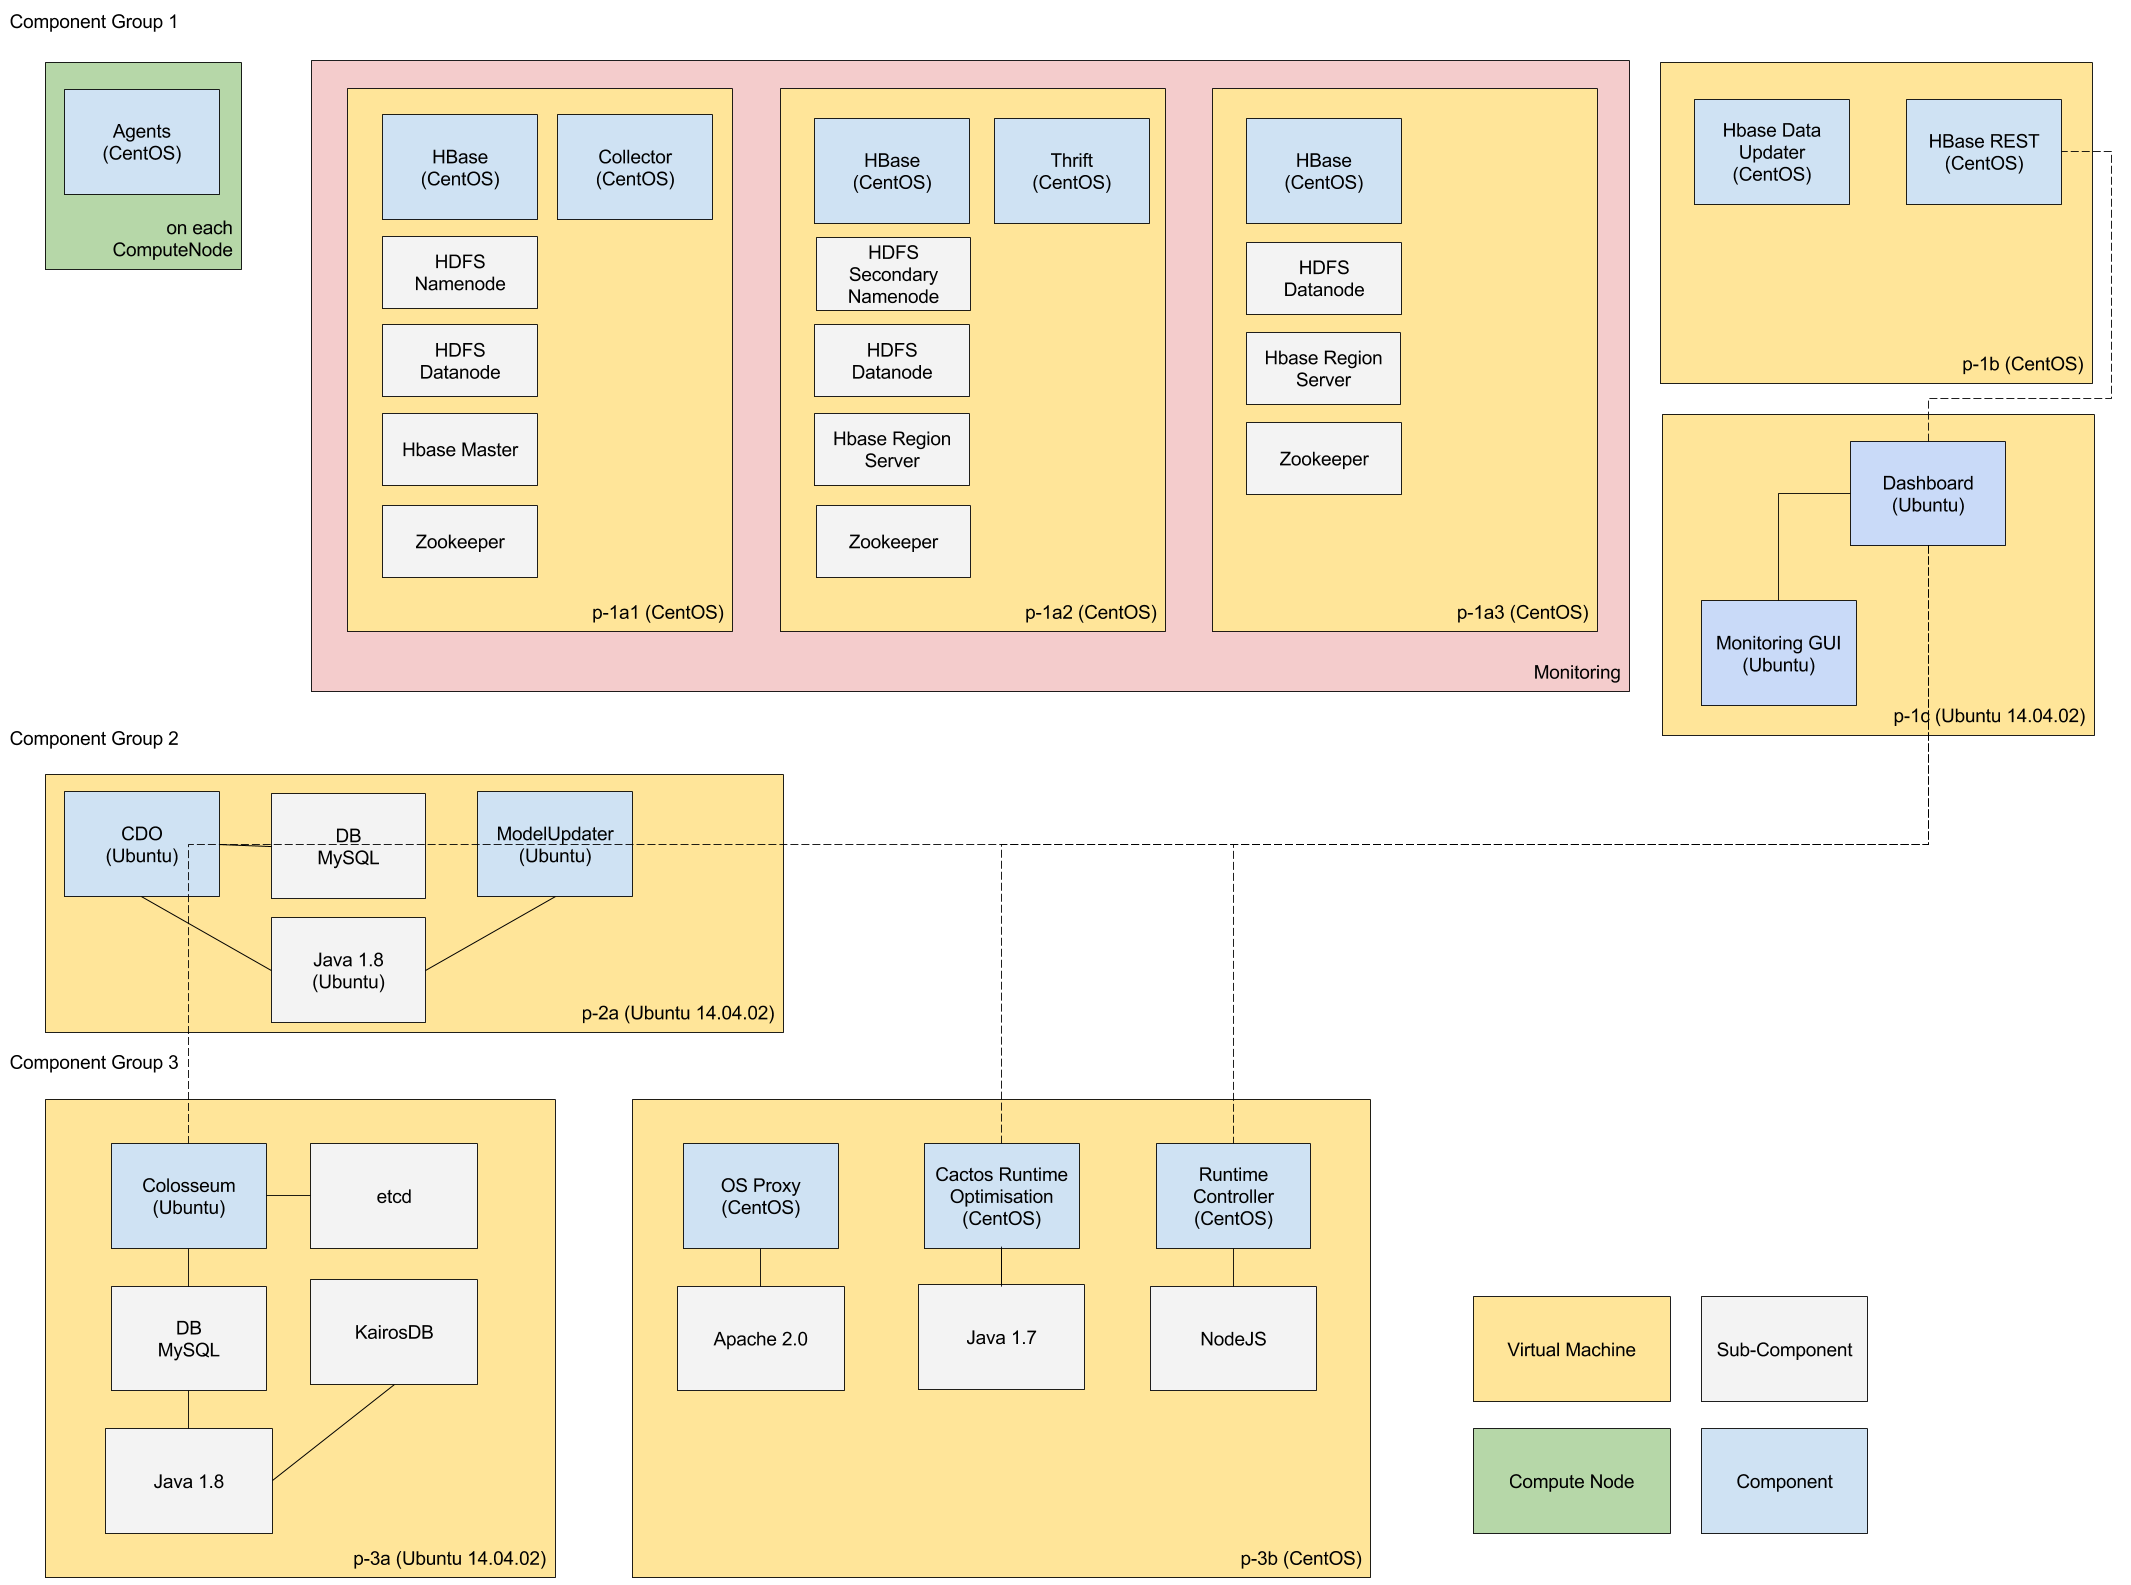 Component Group 1
Agents
(CentOS)
on each
ComputeNode
HBase
(CentOS)
Collector
(CentOS)
HDFS
Namenode
HDFS
Datanode
Hbase Master
Zookeeper
p-1a1 (CentOS)
HBase
(CentOS)
Thrift
(CentOS)
HDFS
Secondary
Namenode
HDFS
Datanode
Hbase Region
Server
Zookeeper
p-1a2 (CentOS)
HBase
(CentOS)
HDFS
Datanode
Hbase Region
Server
Zookeeper
p-1a3 (CentOS)
Monitoring
Hbase Data
Updater
(CentOS)
HBase REST
(CentOS)
p-1b (CentOS)
Dashboard
(Ubuntu)
Monitoring GUI
(Ubuntu)
p-1c (Ubuntu 14.04.02)
Component Group 2
CDO
(Ubuntu)
DB
MySQL
ModelUpdater
(Ubuntu)
Java 1.8
(Ubuntu)
p-2a (Ubuntu 14.04.02)
Component Group 3
Colosseum
(Ubuntu)
etcd
DB
MySQL
KairosDB
Java 1.8
p-3a (Ubuntu 14.04.02)
OS Proxy
(CentOS)
Cactos Runtime
Optimisation
(CentOS)
Runtime
Controller
(CentOS)
Apache 2.0
Java 1.7
NodeJS
p-3b (CentOS)
Virtual Machine
Sub-Component
Compute Node
Component